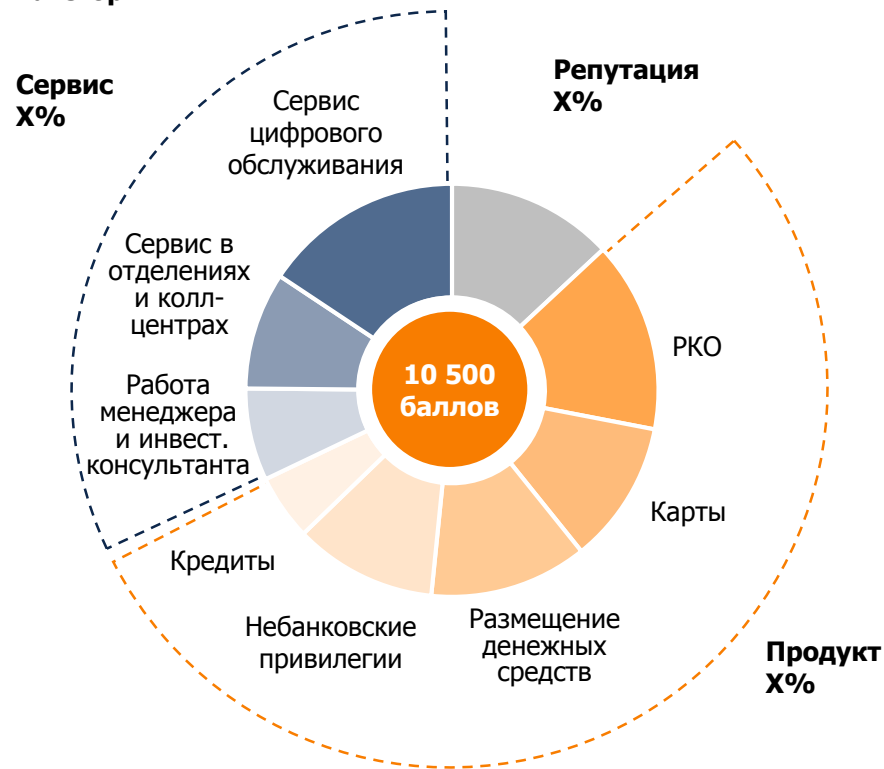 Сервис
X%
Репутация
X%
Сервис
цифрового
обслуживания
Сервис в
отделениях
и колл-
центрах
РКО
10 500
баллов
Работа
менеджера
и инвест.
консультанта
Карты
Кредиты
Небанковские
привилегии
Размещение
денежных
средств
Продукт
X%